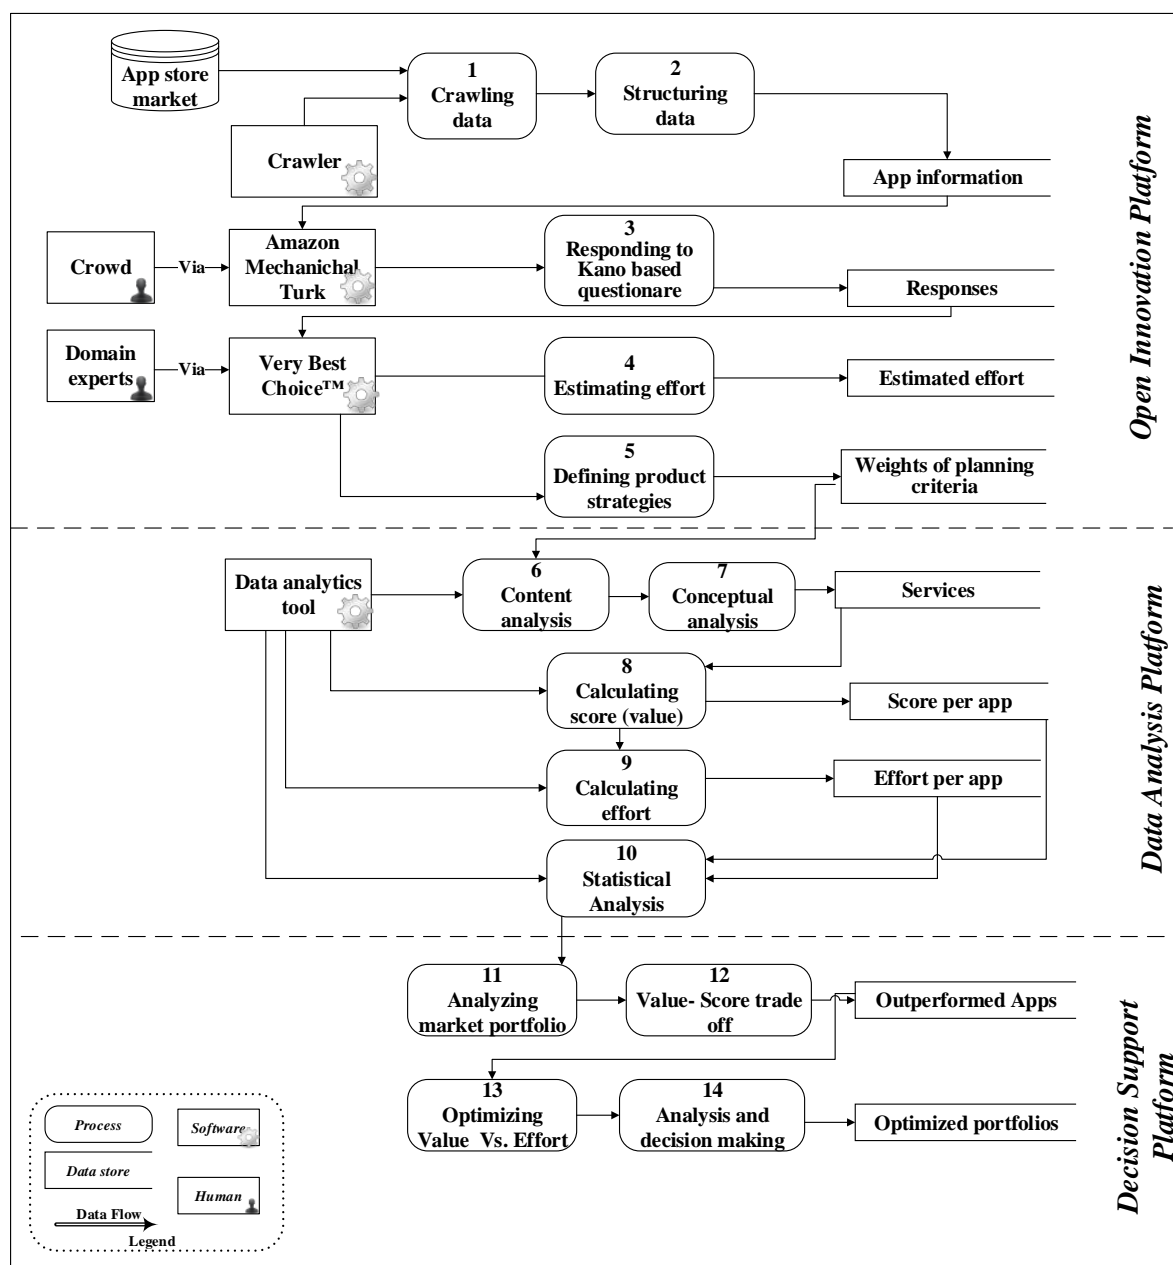 App store
market
1
Crawling
data
2
Structuring
data
Crawler
App information
Open Innovation Platform
Crowd
Via
Amazon
Mechanichal
Turk
3
Responding to
Kano based
questionare
Responses
Domain
experts
Via
Very Best
Choice™
4
Estimating effort
Estimated effort
5
Defining product
strategies
Weights of planning
criteria
Data analytics
tool
6
Content
analysis
7
Conceptual
analysis
Services
Data Analysis Platform
8
Calculating
score (value)
Score per app
9
Calculating
effort
Effort per app
10
Statistical
Analysis
11
Analyzing
market portfolio
12
Value- Score trade
off
Outperformed Apps
Decision Support
Platform
13
Optimizing
Value Vs. Effort
14
Analysis and
decision making
Optimized portfolios
Process
Software
Data store
Human
Data Flow
Legend